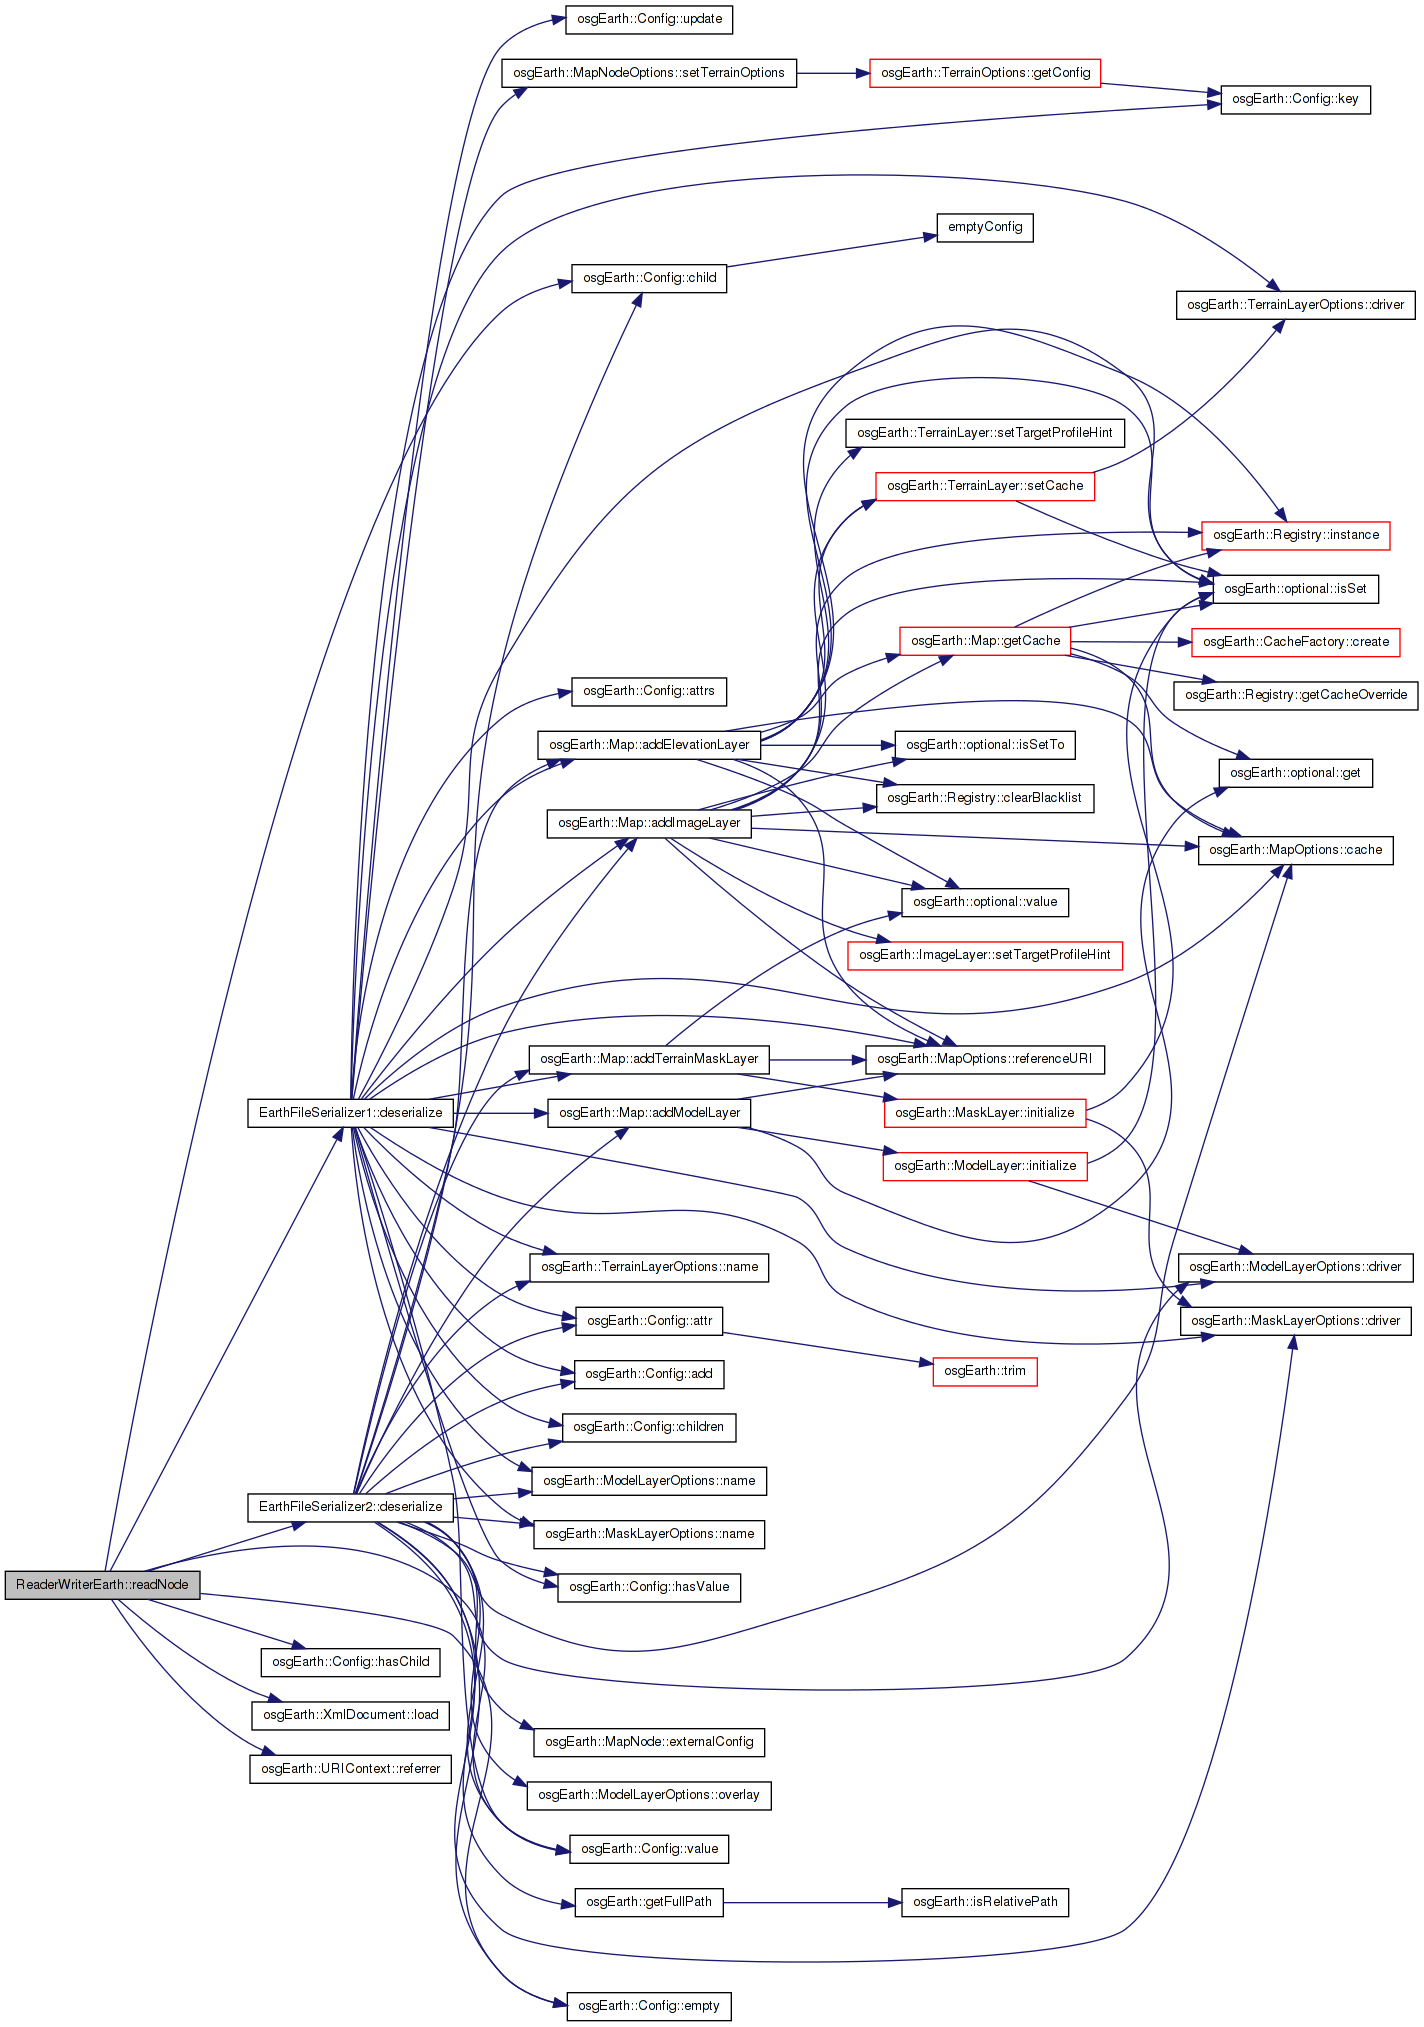 osgEarth::Config::update
osgEarth::MapNodeOptions::setTerrainOptions
osgEarth::TerrainOptions::getConfig
osgEarth::Config::key
emptyConfig
osgEarth::Config::child
osgEarth::TerrainLayerOptions::driver
osgEarth::TerrainLayer::setTargetProfileHint
osgEarth::TerrainLayer::setCache
osgEarth::Registry::instance
osgEarth::optional::isSet
osgEarth::Map::getCache
osgEarth::CacheFactory::create
osgEarth::Config::attrs
osgEarth::Registry::getCacheOverride
osgEarth::Map::addElevationLayer
osgEarth::optional::isSetTo
osgEarth::optional::get
osgEarth::Registry::clearBlacklist
osgEarth::Map::addImageLayer
osgEarth::MapOptions::cache
osgEarth::optional::value
osgEarth::ImageLayer::setTargetProfileHint
osgEarth::Map::addTerrainMaskLayer
osgEarth::MapOptions::referenceURI
EarthFileSerializer1::deserialize
osgEarth::Map::addModelLayer
osgEarth::MaskLayer::initialize
osgEarth::ModelLayer::initialize
osgEarth::TerrainLayerOptions::name
osgEarth::ModelLayerOptions::driver
osgEarth::Config::attr
osgEarth::MaskLayerOptions::driver
osgEarth::Config::add
osgEarth::trim
osgEarth::Config::children
osgEarth::ModelLayerOptions::name
EarthFileSerializer2::deserialize
osgEarth::MaskLayerOptions::name
ReaderWriterEarth::readNode
osgEarth::Config::hasValue
osgEarth::Config::hasChild
osgEarth::XmlDocument::load
osgEarth::MapNode::externalConfig
osgEarth::URIContext::referrer
osgEarth::ModelLayerOptions::overlay
osgEarth::Config::value
osgEarth::getFullPath
osgEarth::isRelativePath
osgEarth::Config::empty